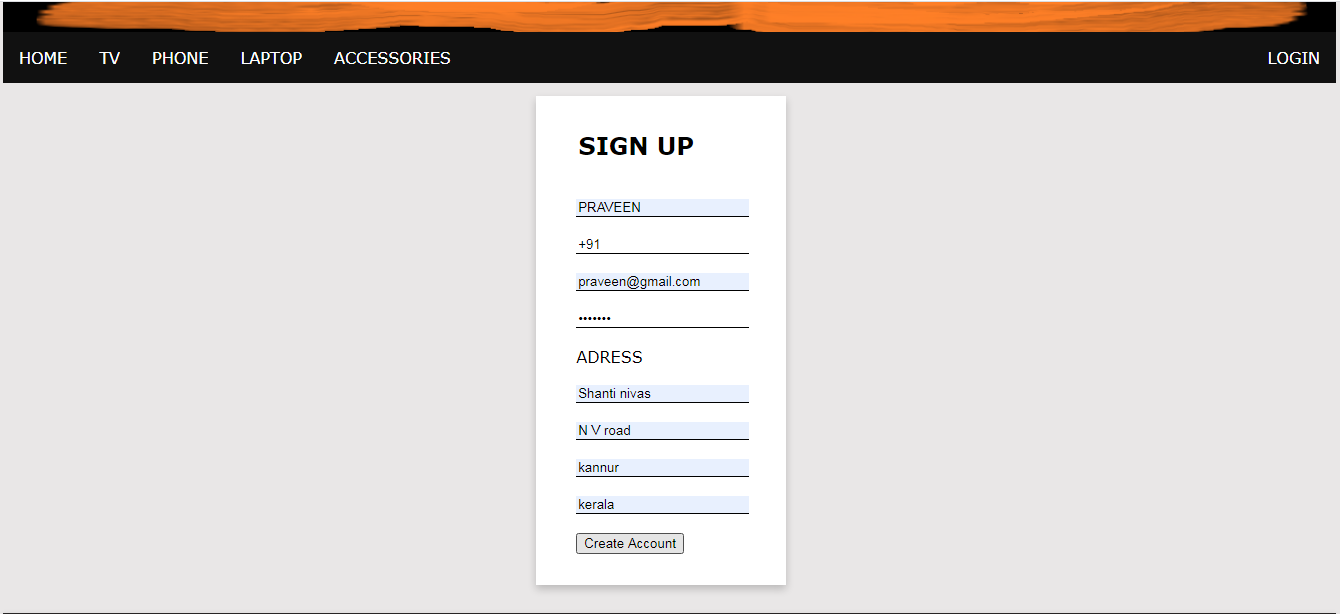 HOME TV PHONE LAPTOP ACCESSORIES LOGIN
SIGN UP
PRAVEEN
+91
praveen@gmail.com
•••••••
ADRESS
Shanti nivas
N V road
kannur
kerala
Create Account